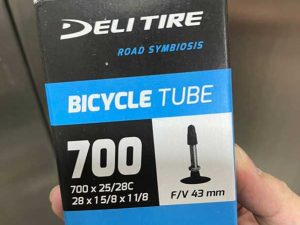 DELI TIRE
ROAD SYMBIOSIS
BICYCLE TUBE
700
700 x 25/28C
28 x 1 5/8 x 1 1/8
F/V 43 mm